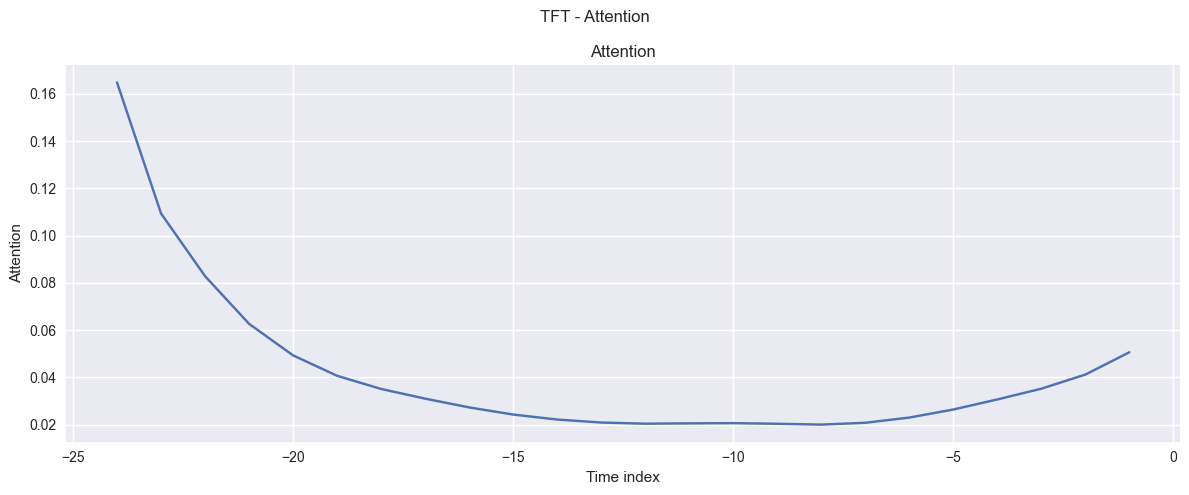 TFT - Attention
Attention
0.16
0.14
0.12
0.10
0.08
0.06
0.04
0.02
Attention
−25 −20 −15 −10 −5 0
Time index